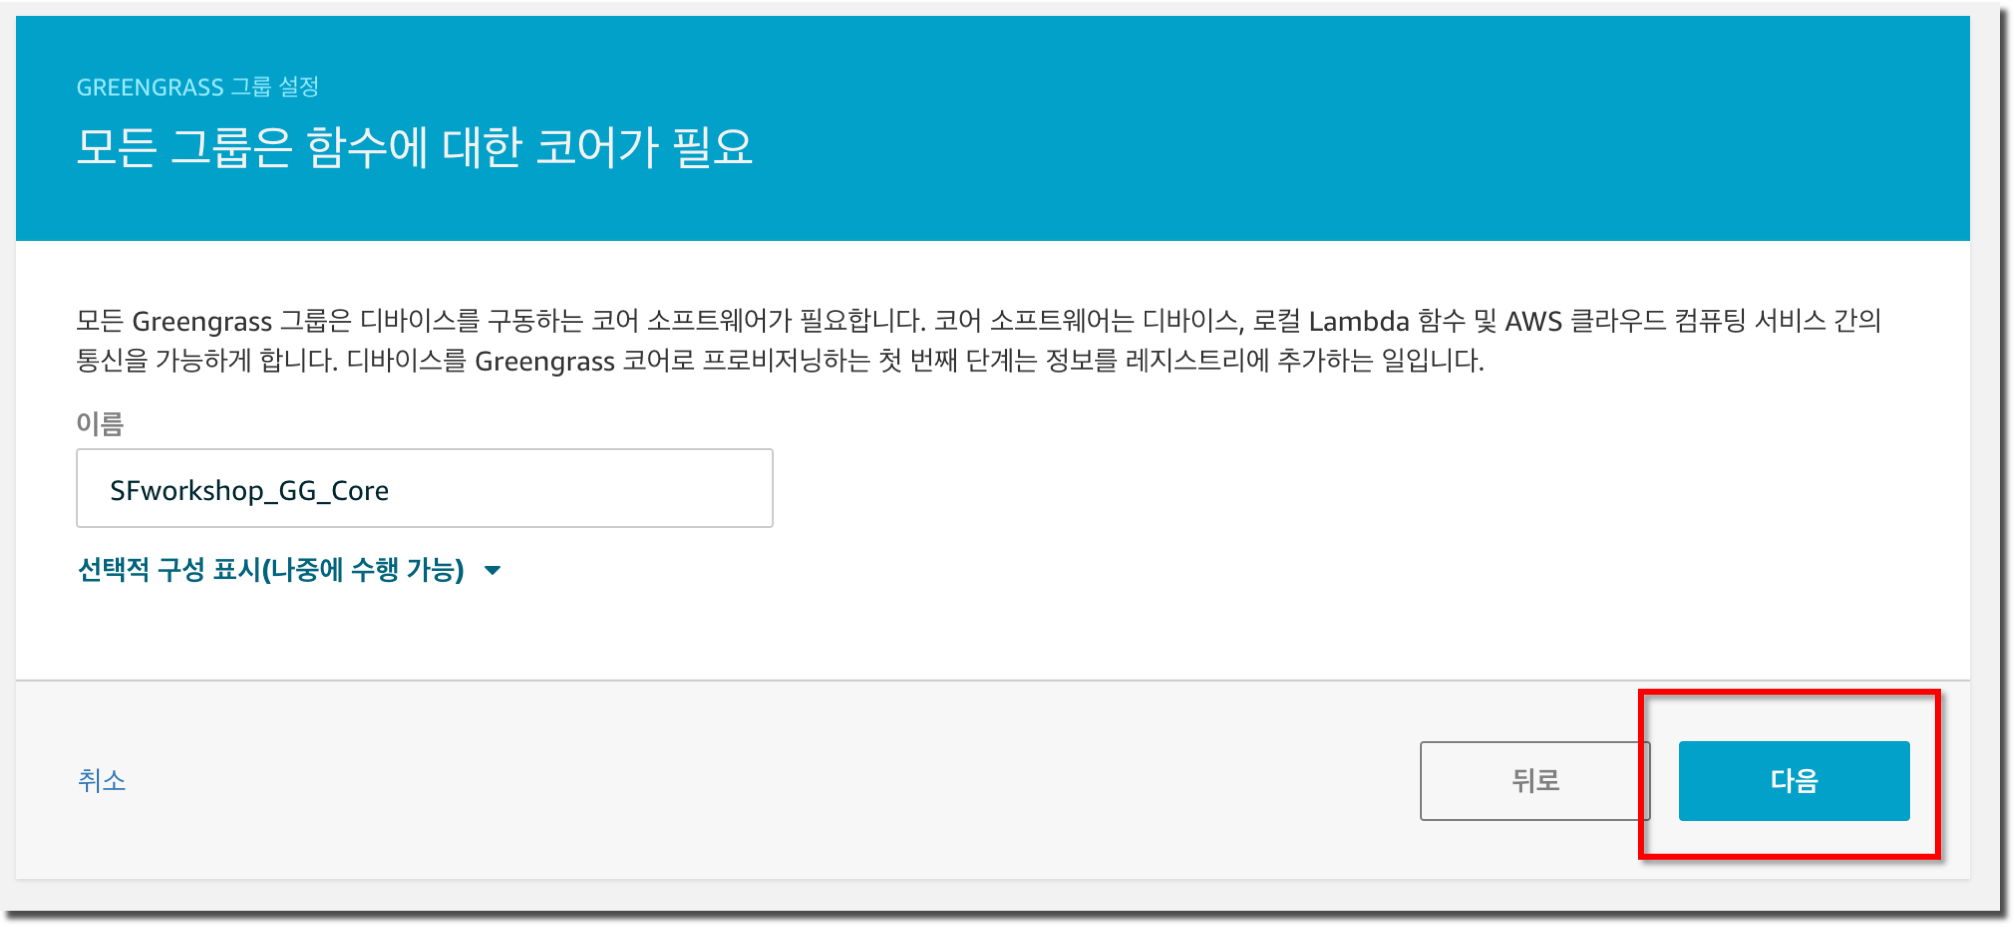 GREENGRASS 그룹 설정
모든 그룹은 함수에 대한 코어가 필요
모든 Greengrass 그룹은 디바이스를 구동하는 코어 소프트웨어가 필요합니다. 코어 소프트웨어는 디바이스, 로컬 Lambda 함수 및 AWS 클라우드 컴퓨팅 서비스 간의
통신을 가능하게 합니다. 디바이스를 Greengrass 코어로 프로비저닝하는 첫 번째 단계는 정보를 레지스트리에 추가하는 일입니다.
이름
SFworkshop_GG_Core
선택적 구성 표시(나중에 수행 가능)
취소
뒤로
다음